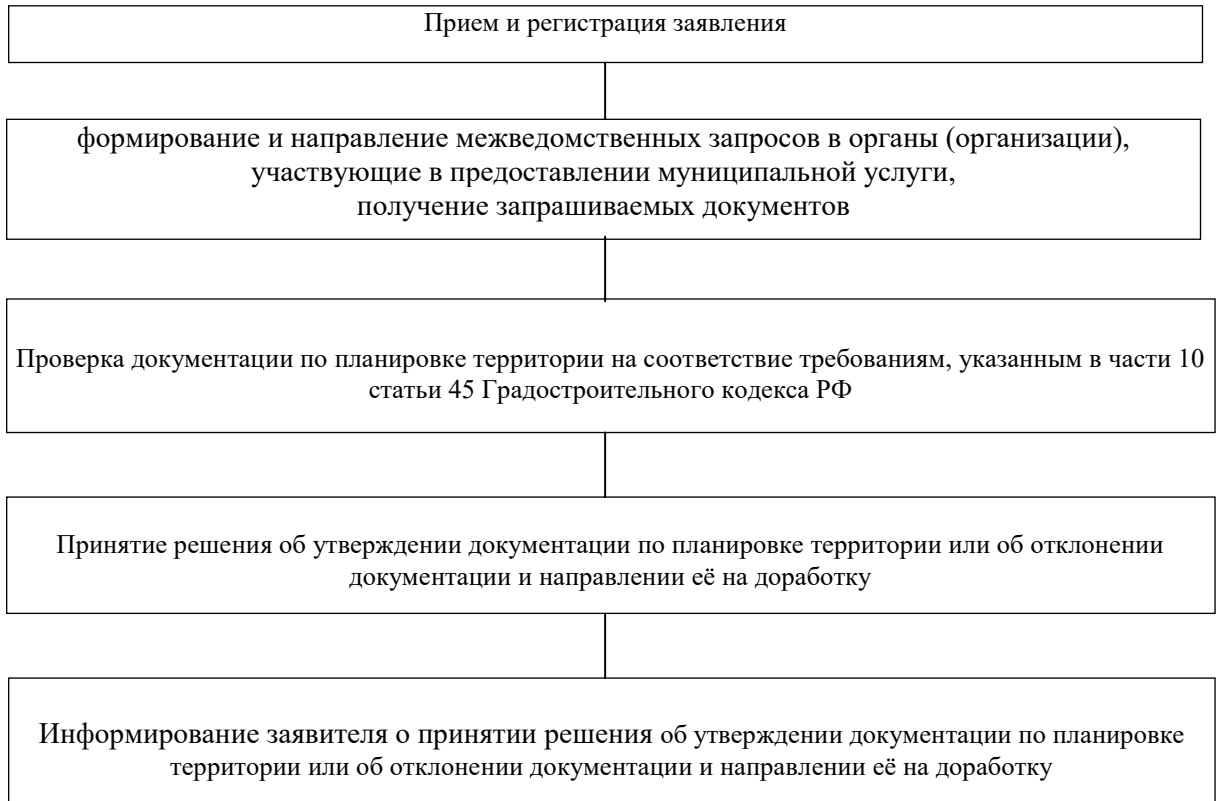 Прием и регистрация заявления
формирование и направление межведомственных запросов в органы (организации),
участвующие в предоставлении муниципальной услуги,
получение запрашиваемых документов
Проверка документации по планировке территории на соответствие требованиям, указанным в части 10
статьи 45 Градостроительного кодекса РФ
Принятие решения об утверждении документации по планировке территории или об отклонении
документации и направлении её на доработку
Информирование заявителя о принятии решения об утверждении документации по планировке
территории или об отклонении документации и направлении её на доработку